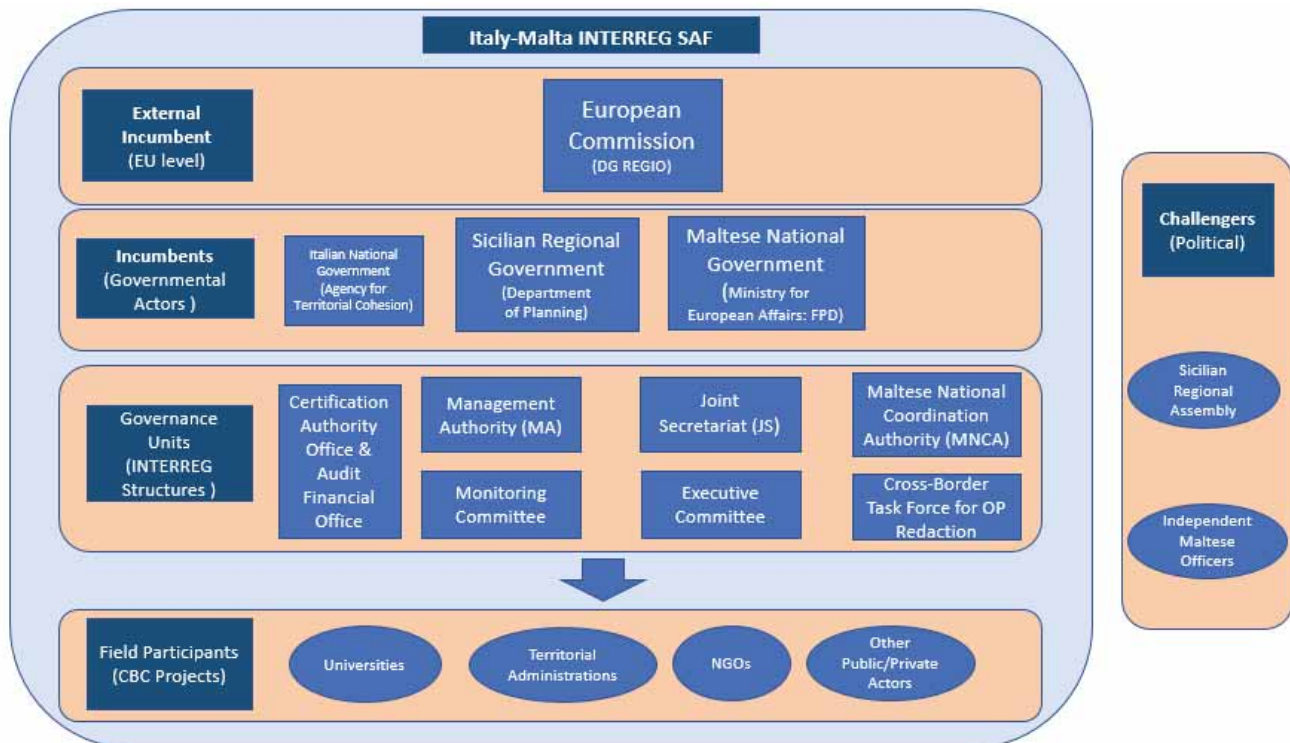 Italy-Malta INTERREG SAF
External
Incumbent
(EU level)
European
Commission
(DG REGIO)
Incumbents
(Governmental
Actors )
Italian National
Government
(Agency for
Territorial Cohesion)
Sicilian Regional
Government
(Department
of Planning)
Maltese National
Government
(Ministry for
European Affairs: FPD)
Governance
Units
(INTERREG
Structures )
Certification
Authority
Office &
Audit
Financial
Office
Management
Authority (MA)
Joint
Secretariat (JS)
Maltese National
Coordination
Authority (MNCA)
Monitoring
Committee
Executive
Committee
Cross-Border
Task Force for OP
Redaction
Field Participants
(CBC Projects)
Universities
Territorial
Administrations
NGOs
Other
Public/Private
Actors
Challengers
(Political)
Sicilian
Regional
Assembly
Independent
Maltese
Officers